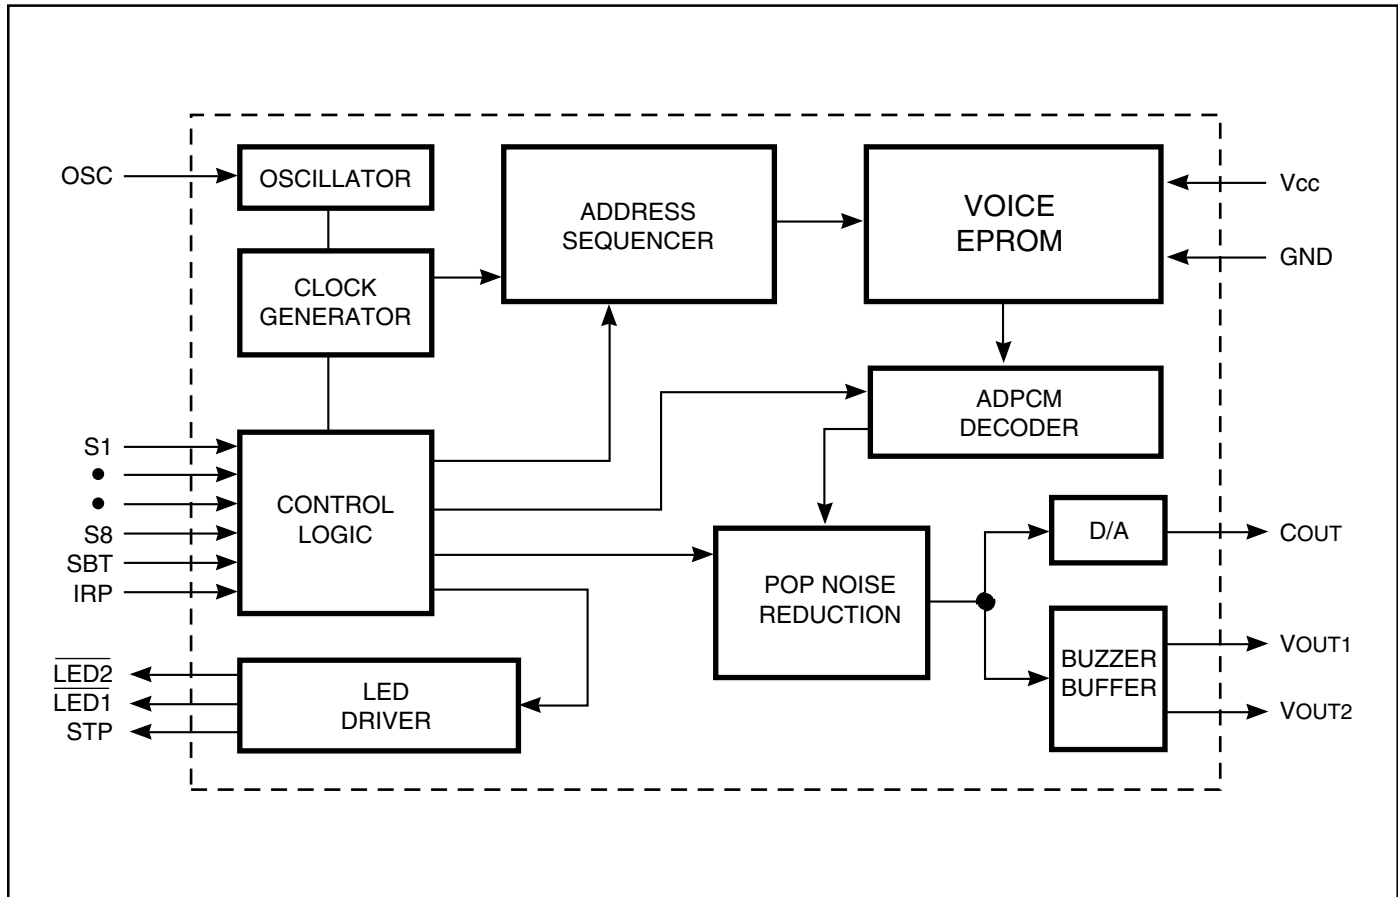 OSC
OSCILLATOR
ADDRESS
SEQUENCER
VOICE
EPROM
Vcc
GND
CLOCK
GENERATOR
ADPCM
DECODER
S1
•
•
S8
SBT
IRP
CONTROL
LOGIC
D/A
COUT
POP NOISE
REDUCTION
BUZZER
BUFFER
VOUT1
VOUT2
LED2
LED1
STP
LED
DRIVER